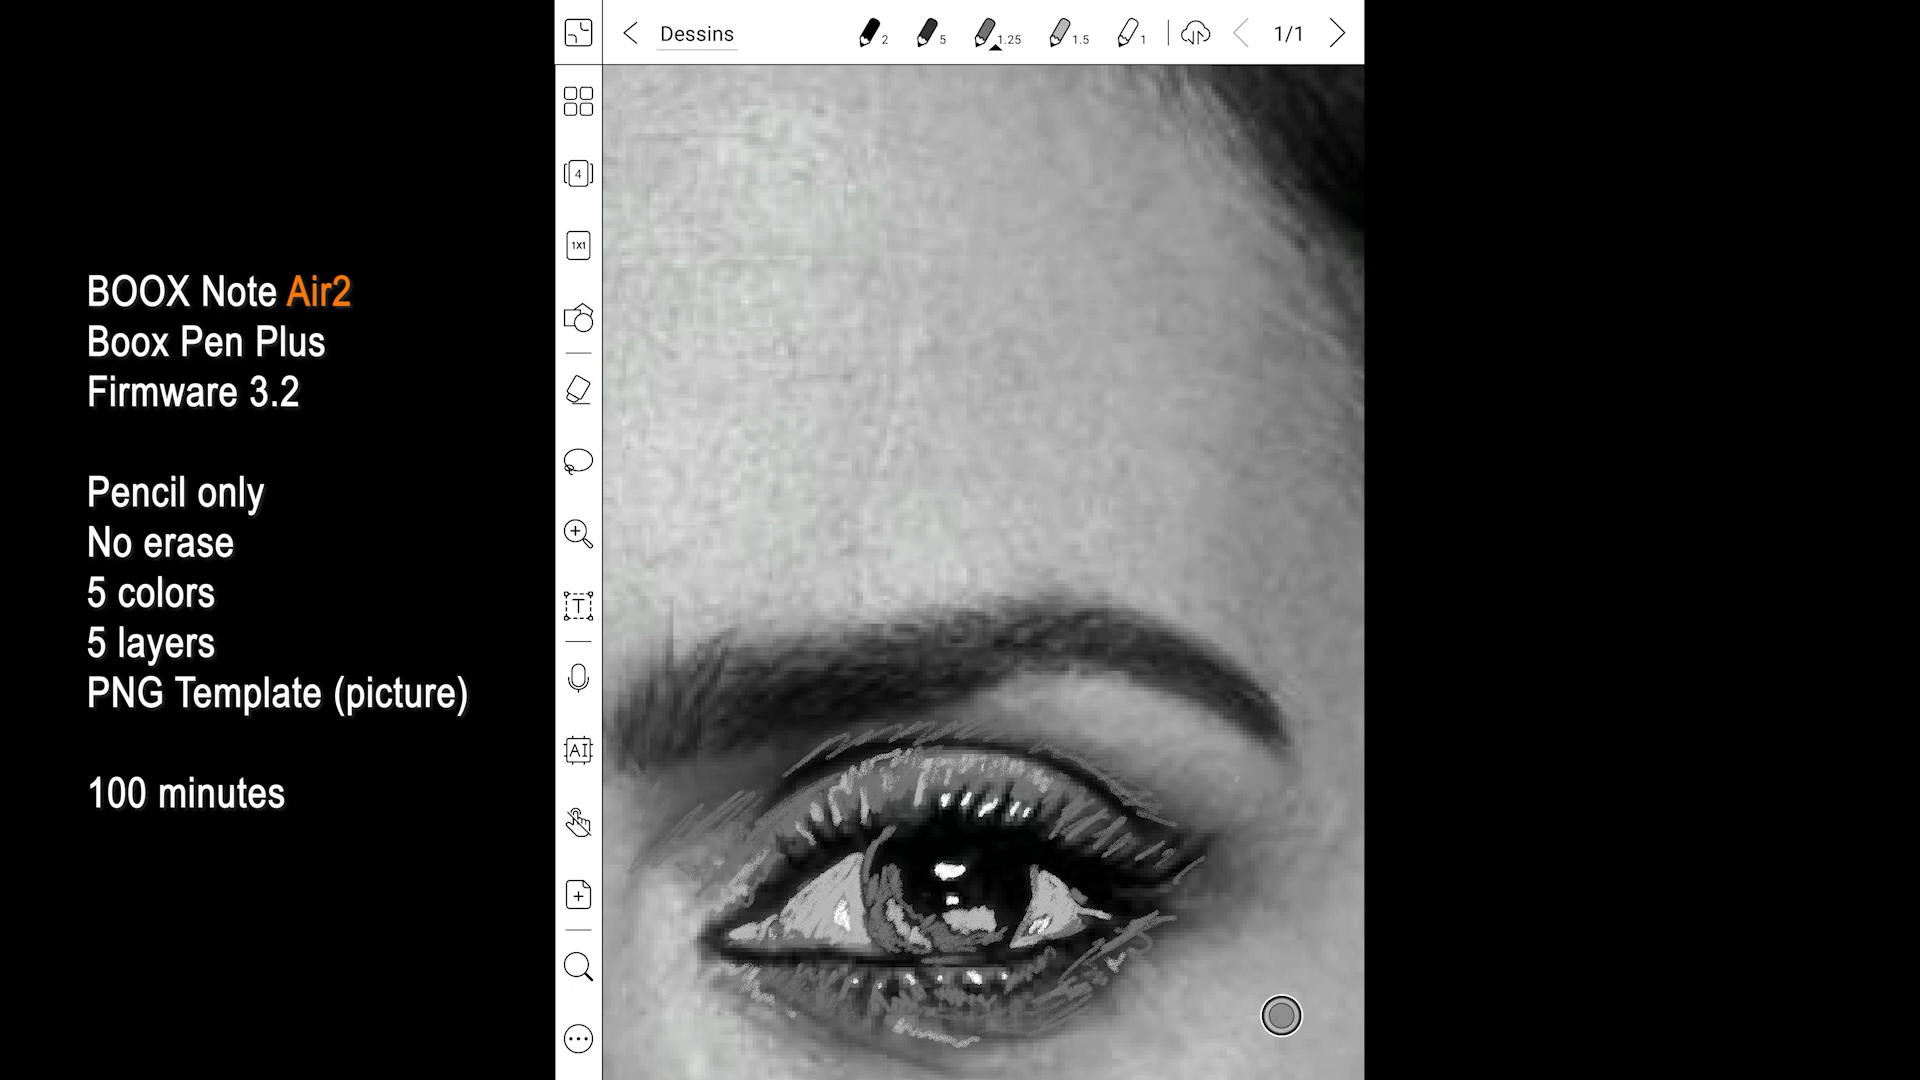 Dessins
2
5
1.25
1.5
1
1/1
4
1X1
T
AI
BOOX Note Air2
Boox Pen Plus
Firmware 3.2
Pencil only
No erase
5 colors
5 layers
PNG Template (picture)
100 minutes